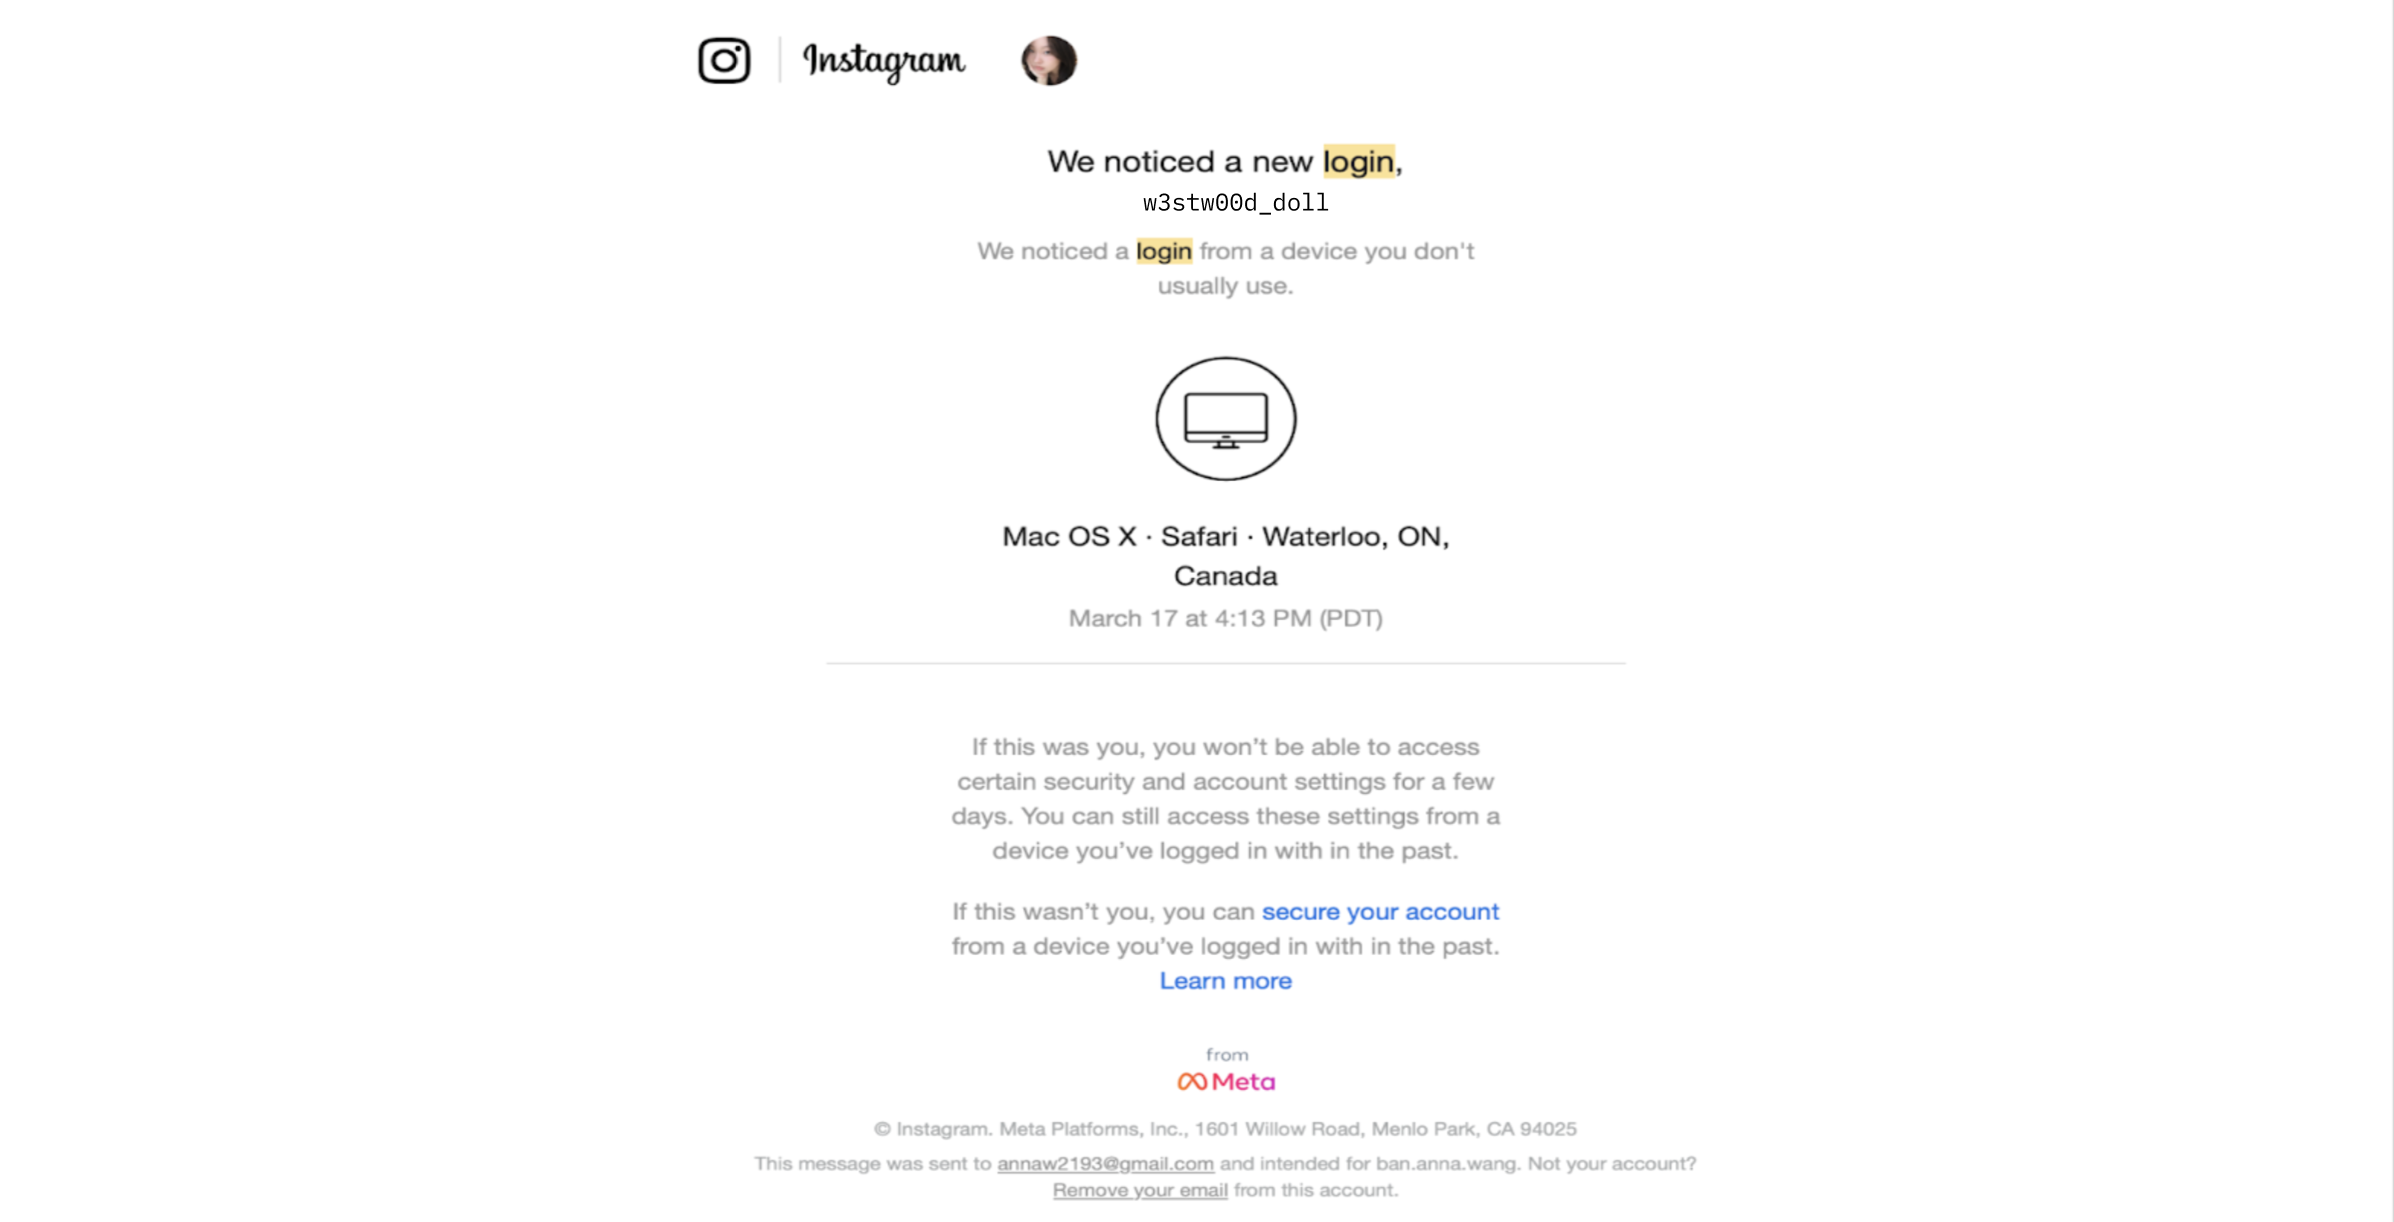 Instagram
We noticed a new login,
w3stw00d_doll
We noticed a login from a device you don't
usually use.
Mac OS X · Safari · Waterloo, ON,
Canada
March 17 at 4:13 PM (PDT)
If this was you, you won’t be able to access
certain security and account settings for a few
days. You can still access these settings from a
device you’ve logged in with in the past.
If this wasn’t you, you can secure your account
from a device you’ve logged in with in the past.
Learn more
from
Meta
© Instagram. Meta Platforms, Inc., 1601 Willow Road, Menlo Park, CA 94025
This message was sent to annaw2193@gmail.com and intended for ban.anna.wang. Not your account?
Remove your email from this account.